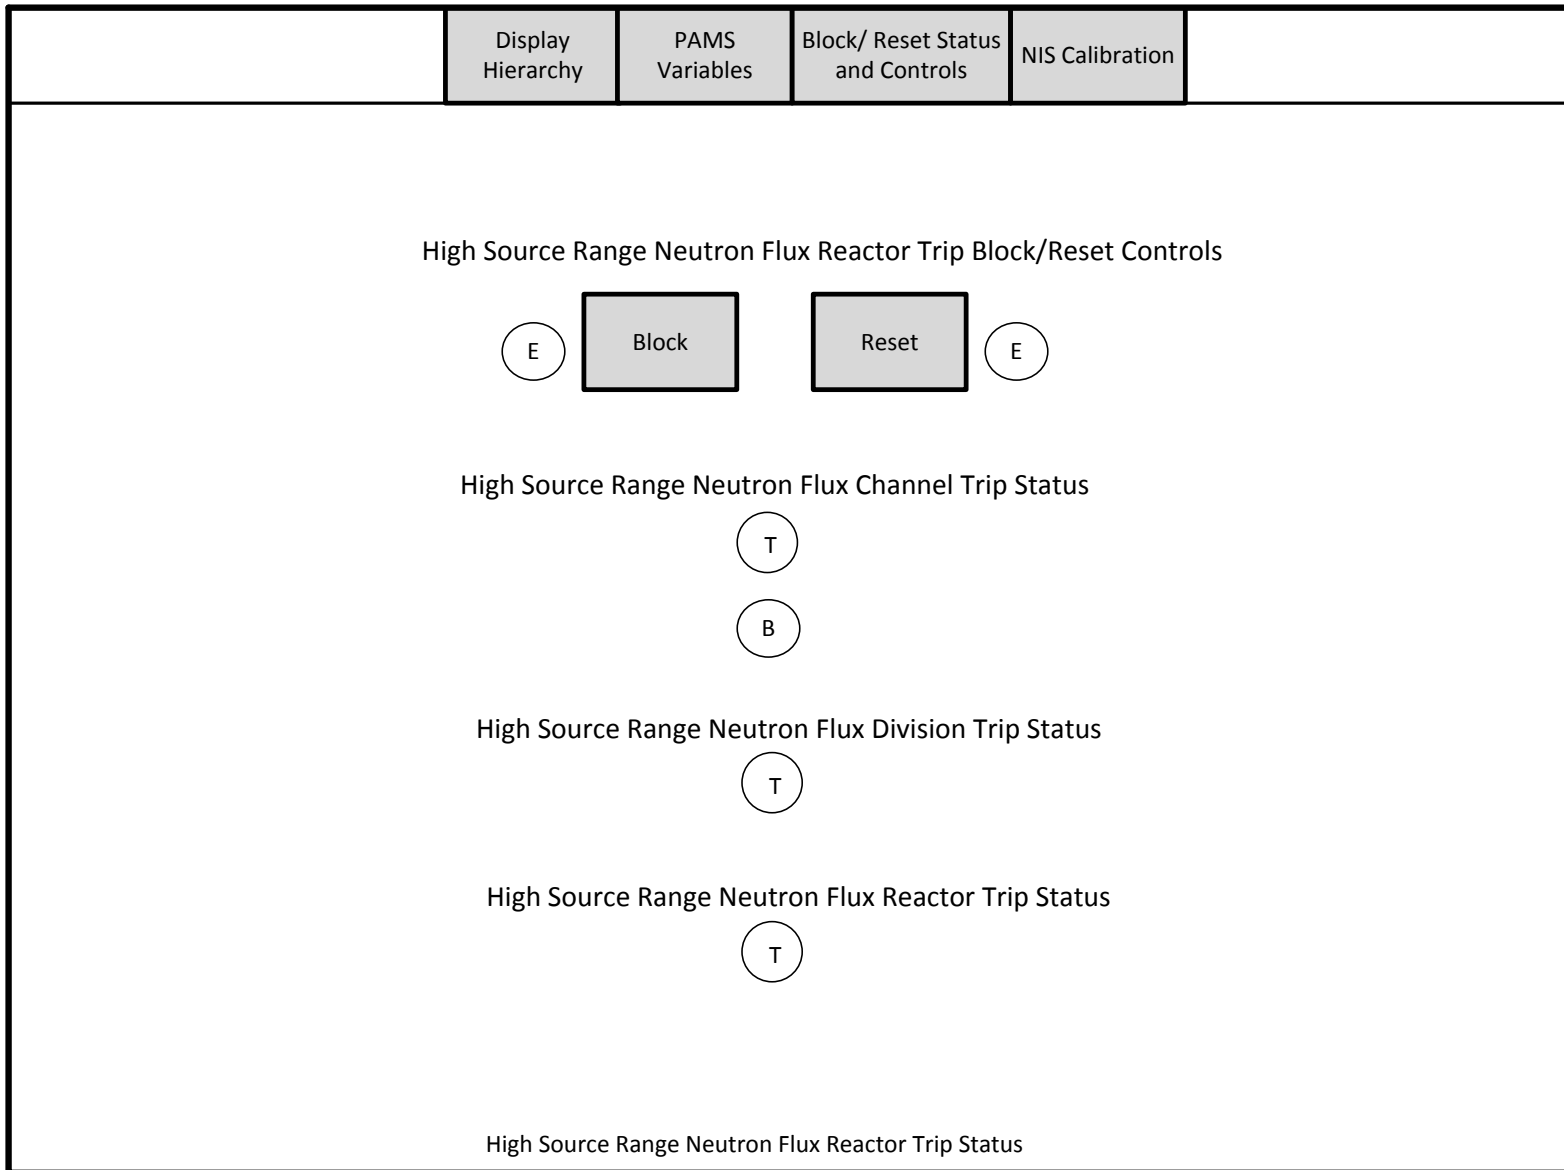 Display
Hierarchy
PAMS
Variables
Block/ Reset Status
and Controls
NIS Calibration
High Source Range Neutron Flux Reactor Trip Block/Reset Controls
E
Block
Reset
E
High Source Range Neutron Flux Channel Trip Status
T
B
High Source Range Neutron Flux Division Trip Status
T
High Source Range Neutron Flux Reactor Trip Status
T
High Source Range Neutron Flux Reactor Trip Status